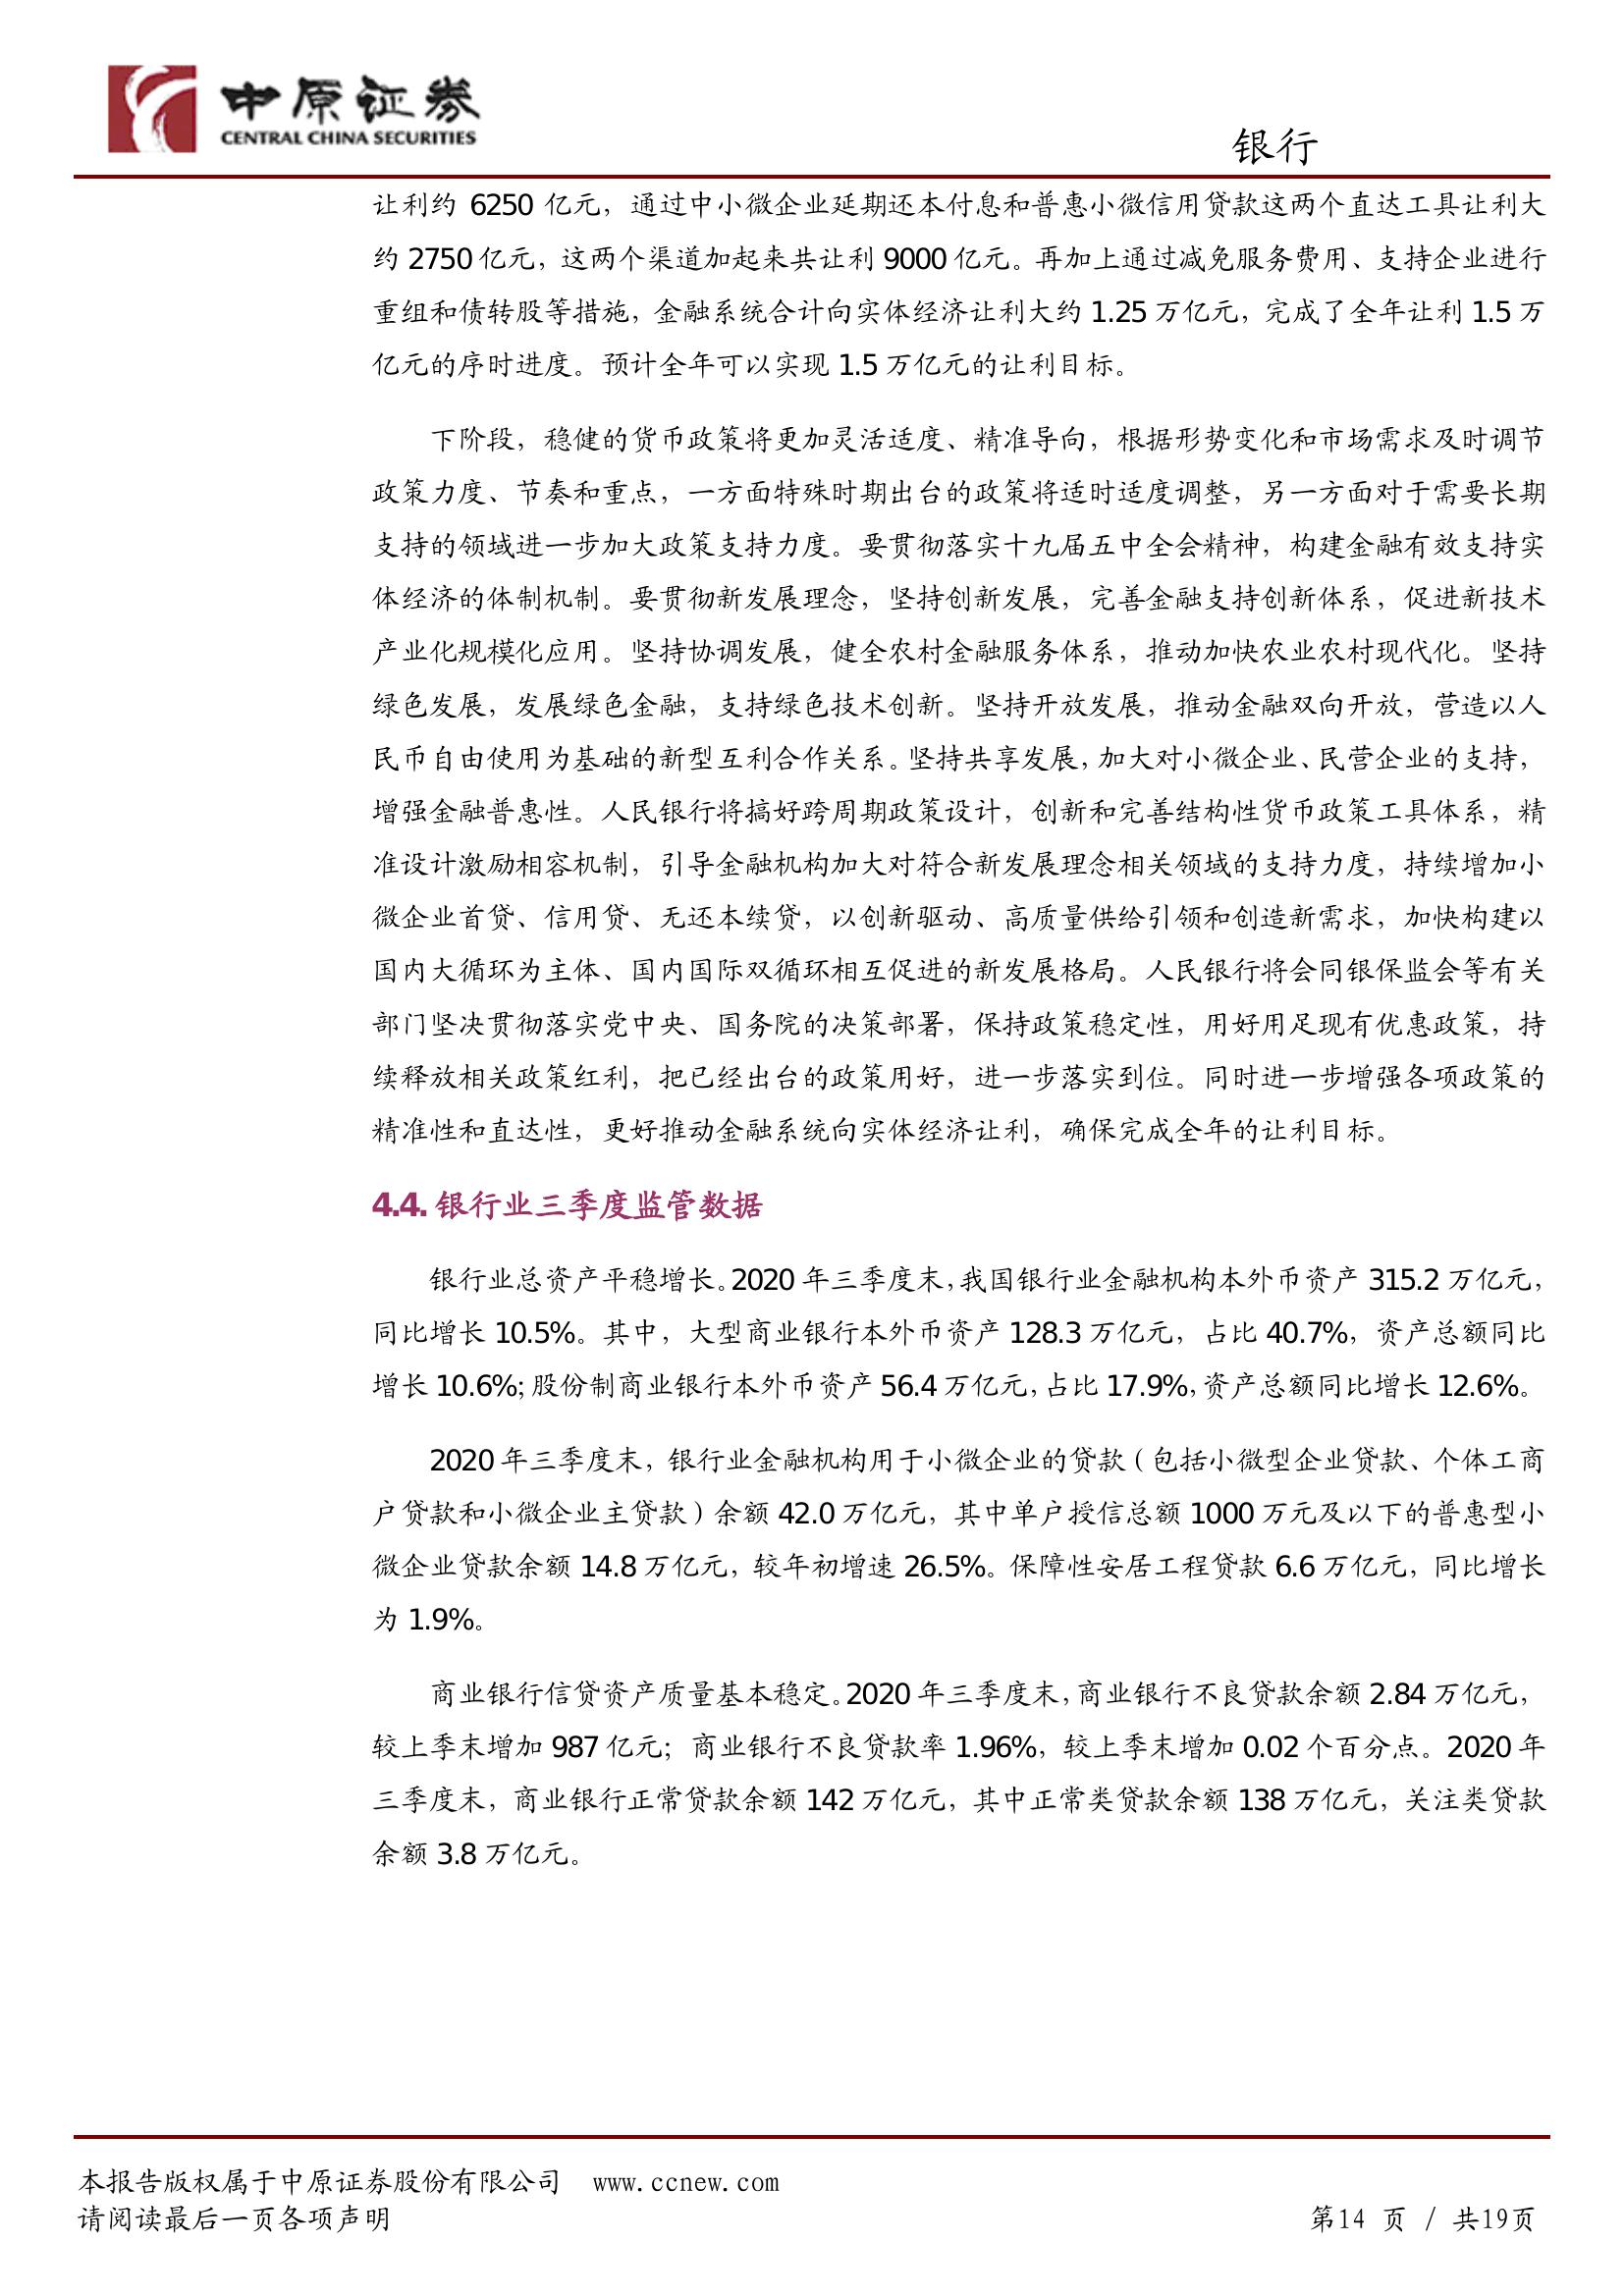 中原证券
CENTRAL CHINA SECURITIES
银行
让利约 6250 亿元，通过中小微企业延期还本付息和普惠小微信用贷款这两个直达工具让利大
约 2750 亿元，这两个渠道加起来共让利 9000 亿元。再加上通过减免服务费用、支持企业进行
重组和债转股等措施，金融系统合计向实体经济让利大约 1.25 万亿元，完成了全年让利 1.5 万
亿元的序时进度。预计全年可以实现 1.5 万亿元的让利目标。
下阶段，稳健的货币政策将更加灵活适度、精准导向，根据形势变化和市场需求及时调节
政策力度、节奏和重点，一方面特殊时期出台的政策将适时适度调整，另一方面对于需要长期
支持的领域进一步加大政策支持力度。要贯彻落实十九届五中全会精神，构建金融有效支持实
体经济的体制机制。要贯彻新发展理念，坚持创新发展，完善金融支持创新体系，促进新技术
产业化规模化应用。坚持协调发展，健全农村金融服务体系，推动加快农业农村现代化。坚持
绿色发展，发展绿色金融，支持绿色技术创新。坚持开放发展，推动金融双向开放，营造以人
民币自由使用为基础的新型互利合作关系。坚持共享发展，加大对小微企业、民营企业的支持，
增强金融普惠性。人民银行将搞好跨周期政策设计，创新和完善结构性货币政策工具体系，精
准设计激励相容机制，引导金融机构加大对符合新发展理念相关领域的支持力度，持续增加小
微企业首贷、信用贷、无还本续贷，以创新驱动、高质量供给引领和创造新需求，加快构建以
国内大循环为主体、国内国际双循环相互促进的新发展格局。人民银行将会同银保监会等有关
部门坚决贯彻落实党中央、国务院的决策部署，保持政策稳定性，用好用足现有优惠政策，持
续释放相关政策红利，把已经出台的政策用好，进一步落实到位。同时进一步增强各项政策的
精准性和直达性，更好推动金融系统向实体经济让利，确保完成全年的让利目标。
4.4. 银行业三季度监管数据
银行业总资产平稳增长。2020 年三季度末，我国银行业金融机构本外币资产 315.2 万亿元，
同比增长 10.5%。其中，大型商业银行本外币资产 128.3 万亿元，占比 40.7%，资产总额同比
增长 10.6%；股份制商业银行本外币资产 56.4 万亿元，占比 17.9%，资产总额同比增长 12.6%。
2020 年三季度末，银行业金融机构用于小微企业的贷款（包括小微型企业贷款、个体工商
户贷款和小微企业主贷款）余额 42.0 万亿元，其中单户授信总额 1000 万元及以下的普惠型小
微企业贷款余额 14.8 万亿元，较年初增速 26.5%。保障性安居工程贷款 6.6 万亿元，同比增长
为 1.9%。
商业银行信贷资产质量基本稳定。2020 年三季度末，商业银行不良贷款余额 2.84 万亿元，
较上季末增加 987 亿元；商业银行不良贷款率 1.96%，较上季末增加 0.02 个百分点。2020 年
三季度末，商业银行正常贷款余额 142 万亿元，其中正常类贷款余额 138 万亿元，关注类贷款
余额 3.8 万亿元。
本报告版权属于中原证券股份有限公司 www.ccnew.com
请阅读最后一页各项声明
第14 页 / 共19页